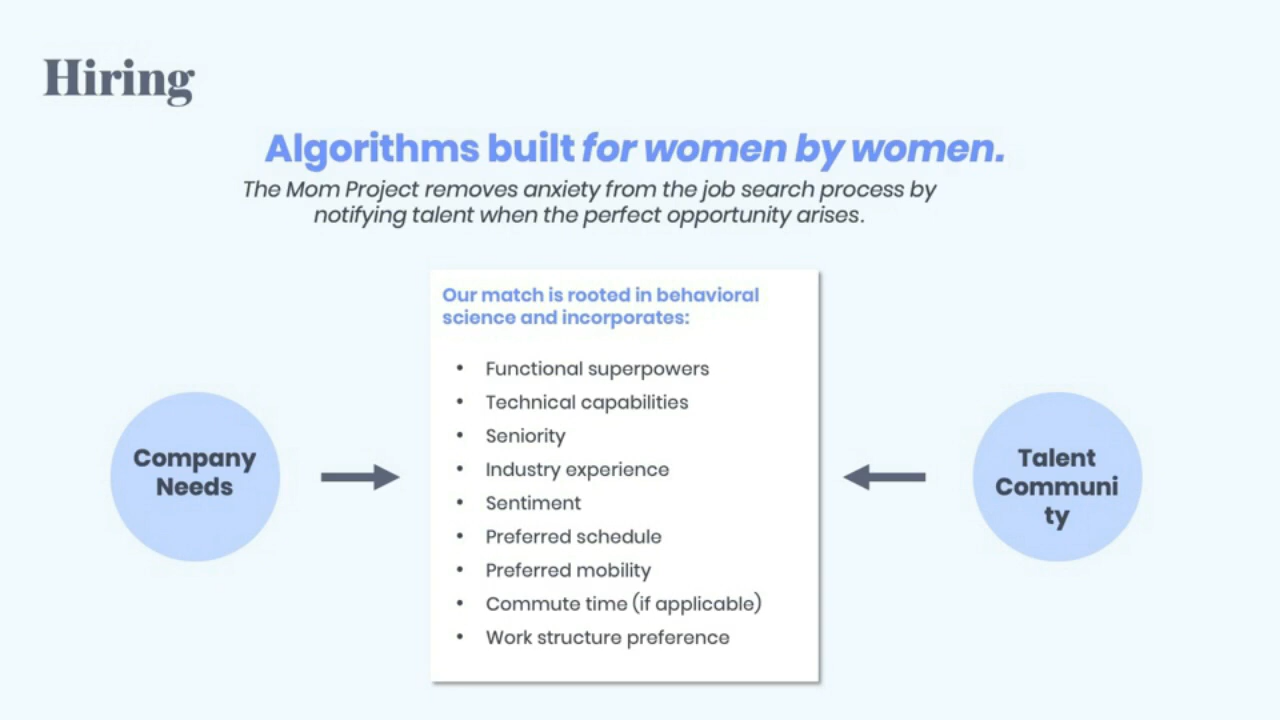 Hiring
Algorithms built for women by women.
The Mom Project removes anxiety from the job search process by
notifying talent when the perfect opportunity arises.
Our match is rooted in behavioral
science and incorporates:
• Functional superpowers
• Technical capabilities
• Seniority
• Industry experience
• Sentiment
• Preferred schedule
• Preferred mobility
• Commute time (if applicable)
• Work structure preference
Company
Needs
Talent
Communi
ty